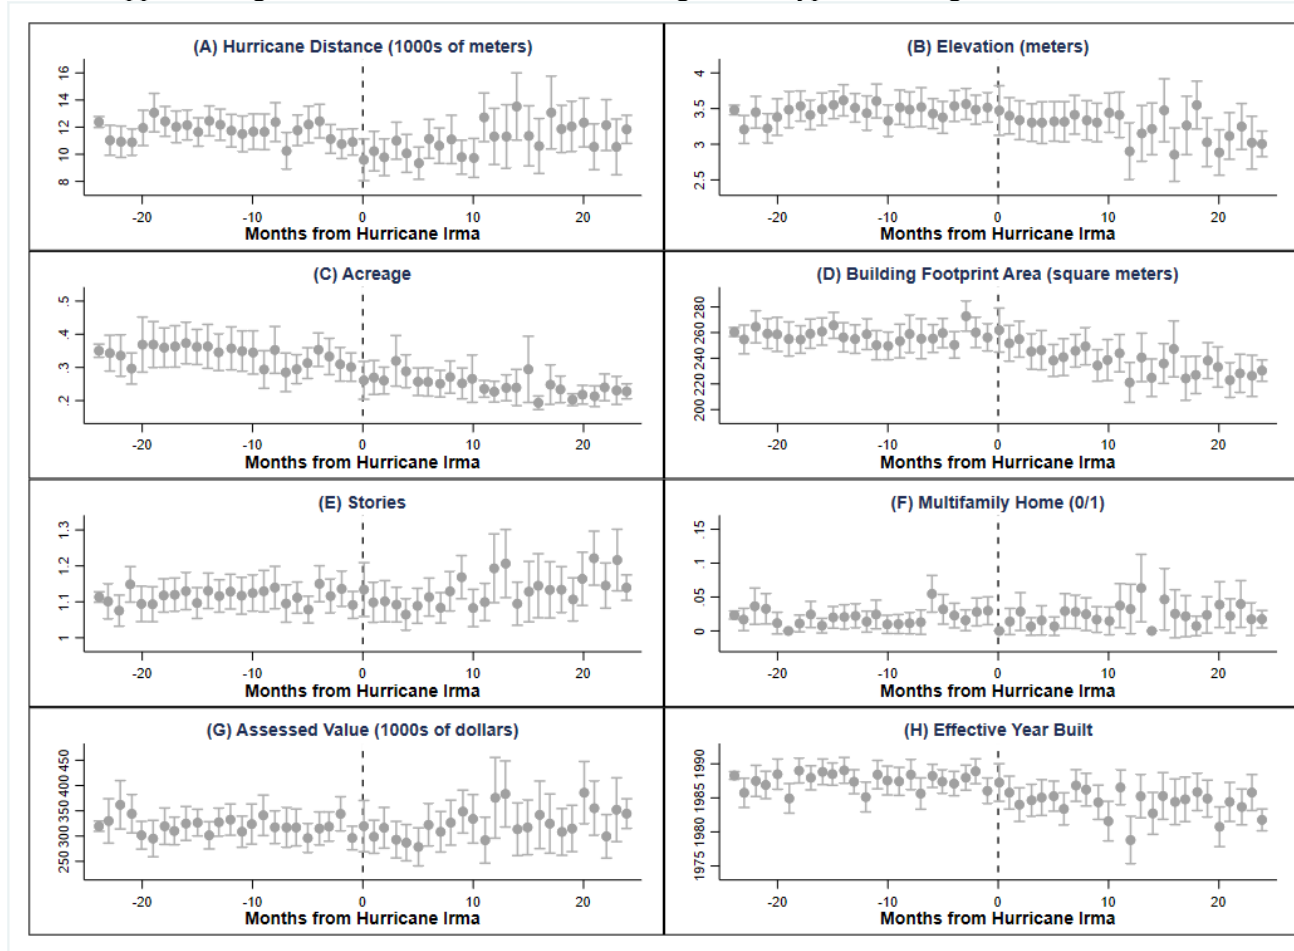 (A) Hurricane Distance (1000s of meters)
16
14
12
10
8
-20 -10 0 10 20
Months from Hurricane Irma
(B) Elevation (meters)
4
3.5
3
2.5
-20 -10 0 10 20
Months from Hurricane Irma
(C) Acreage
.5
.4
.3
.2
-20 -10 0 10 20
Months from Hurricane Irma
(D) Building Footprint Area (square meters)
280
260
240
220
200
-20 -10 0 10 20
Months from Hurricane Irma
(E) Stories
1.3
1.2
1.1
1
-20 -10 0 10 20
Months from Hurricane Irma
(F) Multifamily Home (0/1)
.15
.1
.05
0
-20 -10 0 10 20
Months from Hurricane Irma
(G) Assessed Value (1000s of dollars)
450
400
350
300
250
-20 -10 0 10 20
Months from Hurricane Irma
(H) Effective Year Built
1990
1985
1980
1975
-20 -10 0 10 20
Months from Hurricane Irma